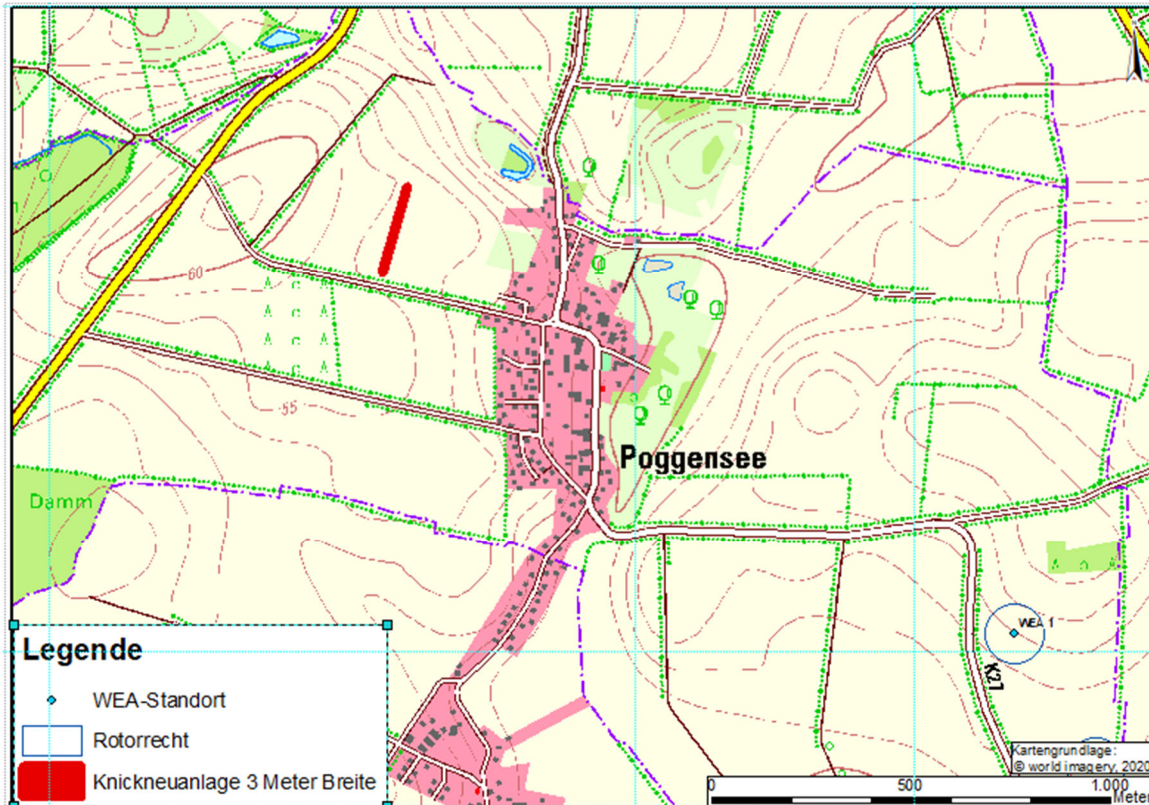 60
55
Poggensee
Damm
WEA 1
K27
Legende
WEA-Standort
Rotorrecht
Knickneuanlage 3 Meter Breite
Kartengrundlage:
© world imagery, 2020
0 500 1.000
Meter